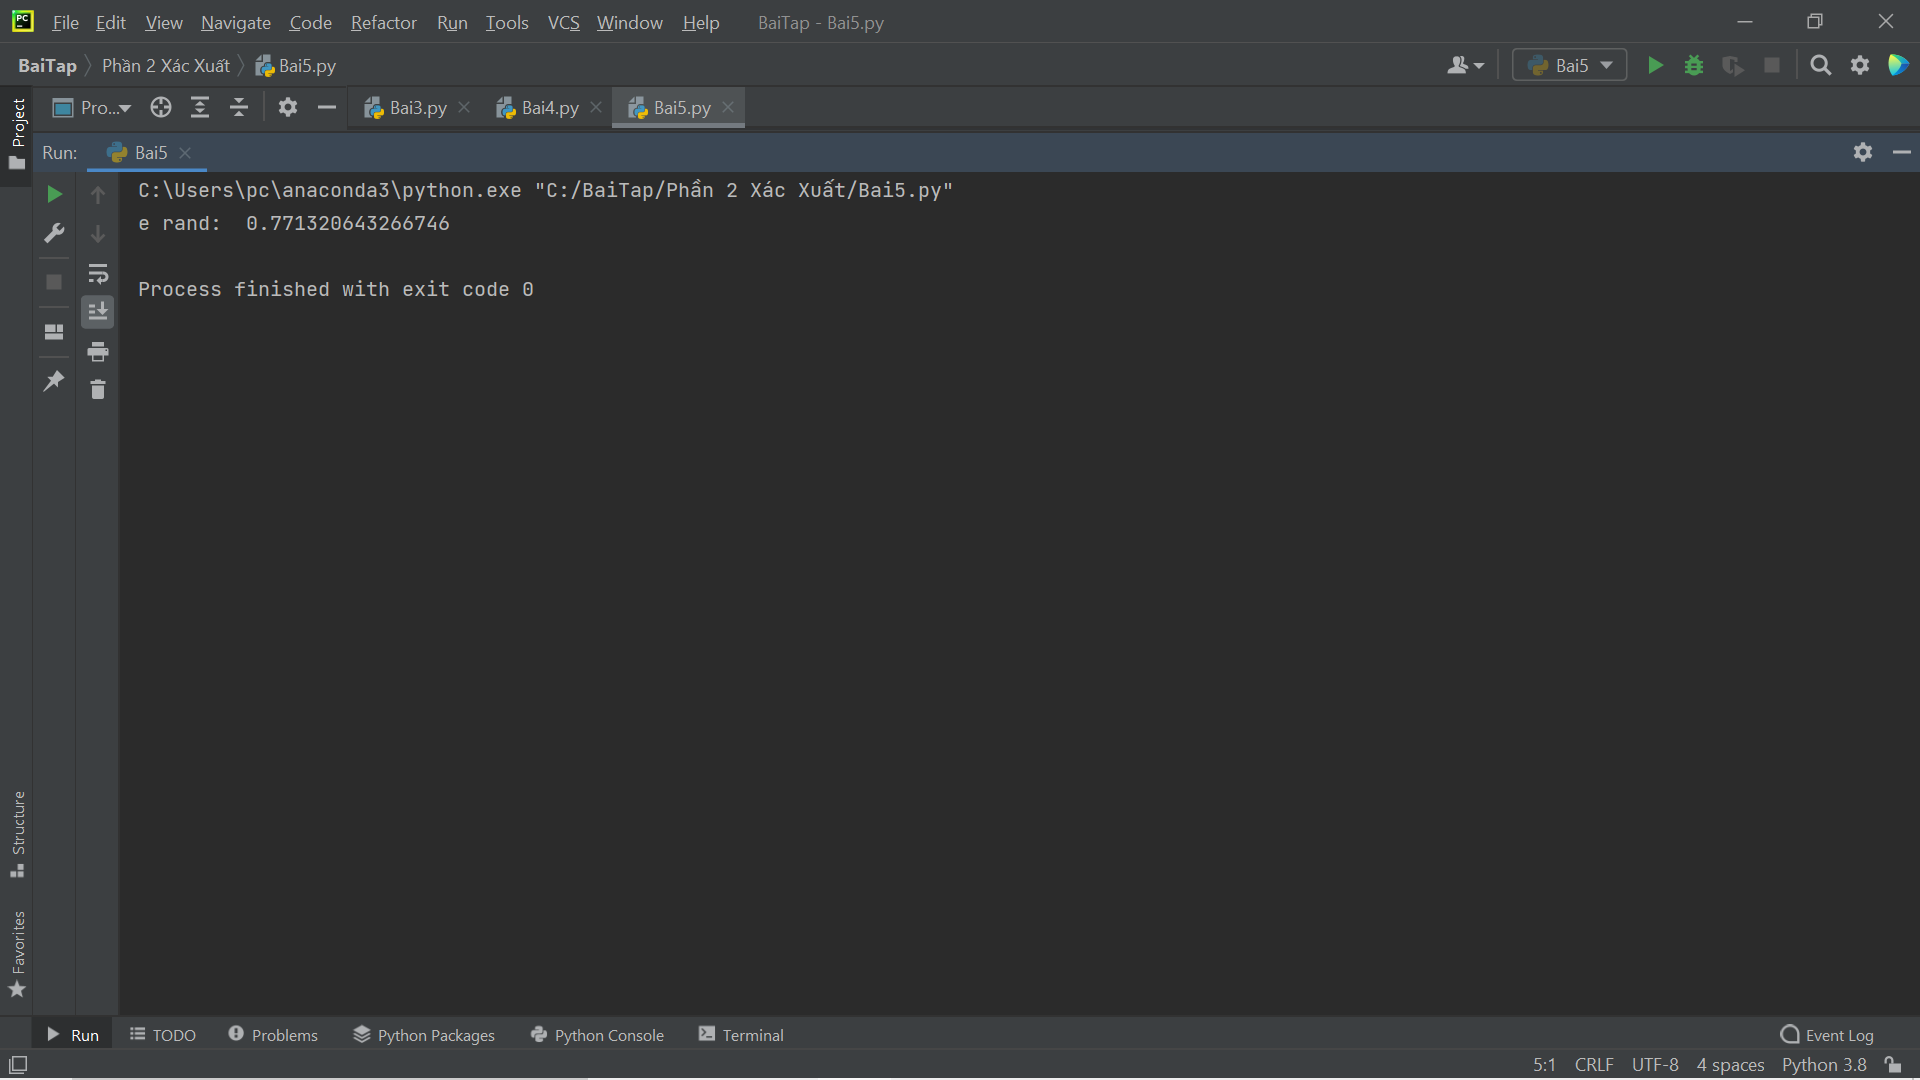 File Edit View Navigate Code Refactor Run Tools VCS Window Help BaiTap - Bai5.py
BaiTap Phần 2 Xác Xuất Bai5.py
Bai5
Project
Pro...
Bai3.py
Bai4.py
Bai5.py
Run: Bai5
C:\Users\pc\anaconda3\python.exe "C:/BaiTap/Phần 2 Xác Xuất/Bai5.py"
e rand:  0.771320643266746
Process finished with exit code 0
Structure
Favorites
Run TODO Problems Python Packages Python Console Terminal Event Log
5:1 CRLF UTF-8 4 spaces Python 3.8